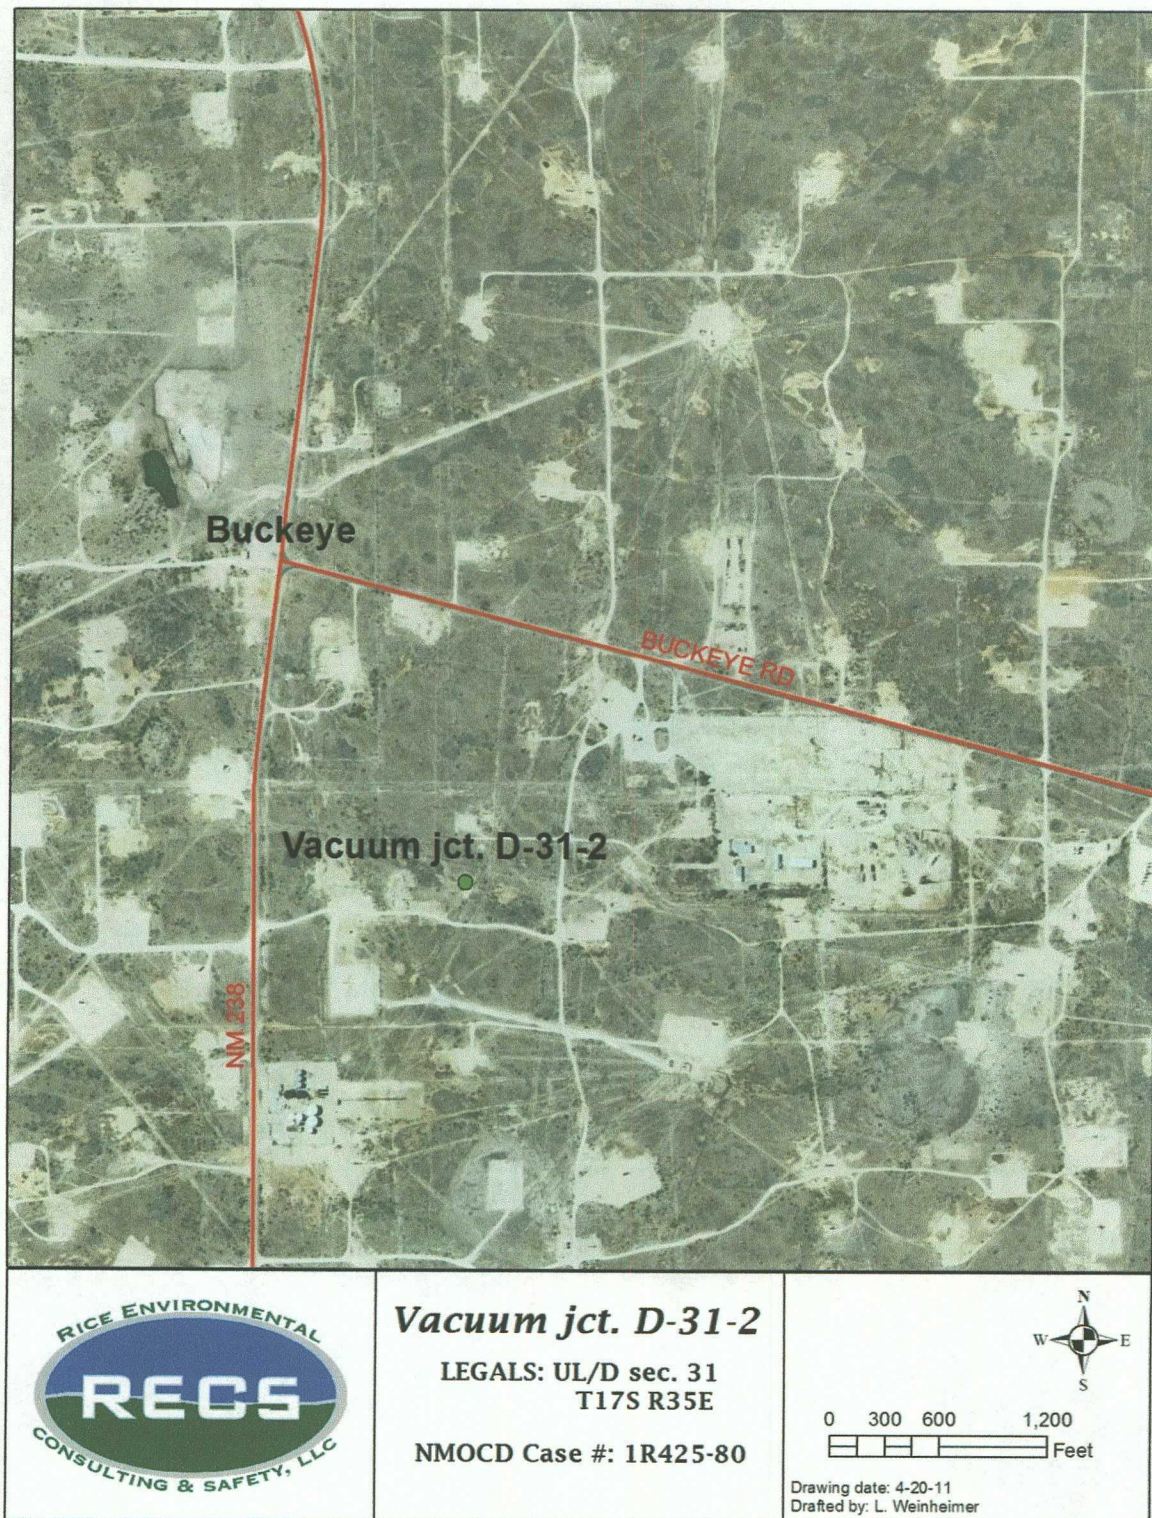 Buckeye
BUCKEYE RD
Vacuum jct. D-31-2
NM 238
RICE ENVIRONMENTAL
RECS
CONSULTING & SAFETY, LLC
Vacuum jct. D-31-2
LEGALS: UL/D sec. 31
T17S R35E
NMOCD Case #: 1R425-80
N
W E
S
0 300 600 1,200
Feet
Drawing date: 4-20-11
Drafted by: L. Weinheimer